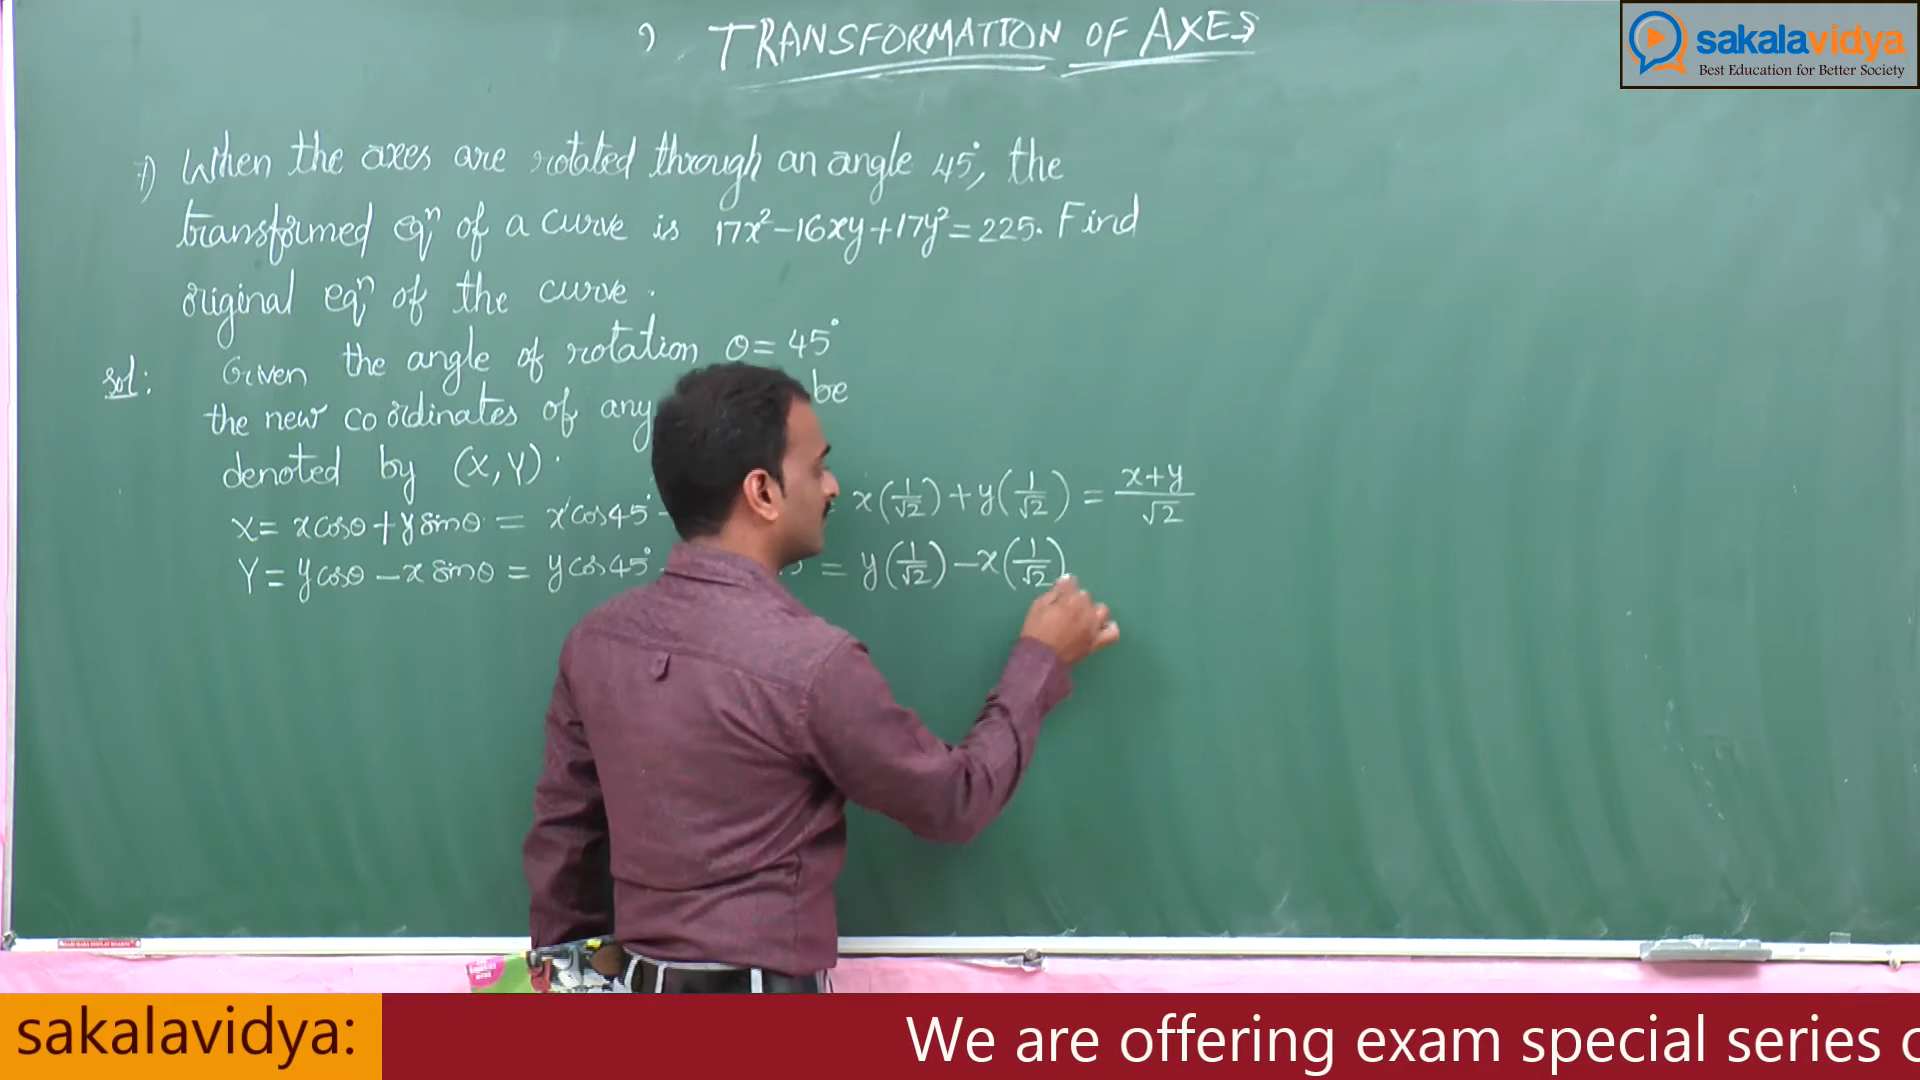 TRANSFORMATION OF AXES
sakalavidya
Best Education for Better Society
1) When the axes are rotated through an angle 45°, the
transformed eqⁿ of a curve is 17x²-16xy+17y²=225. Find
original eqⁿ of the curve.
Sol: Given the angle of rotation θ = 45°
the new coordinates of any be
denoted by (X,Y).
X = x cosθ + y sinθ = x cos45° = x(1/√2) + y(1/√2) = x+y/√2
Y = y cosθ - x sinθ = y cos45° = y(1/√2) - x(1/√2)
sakalavidya:
We are offering exam special series